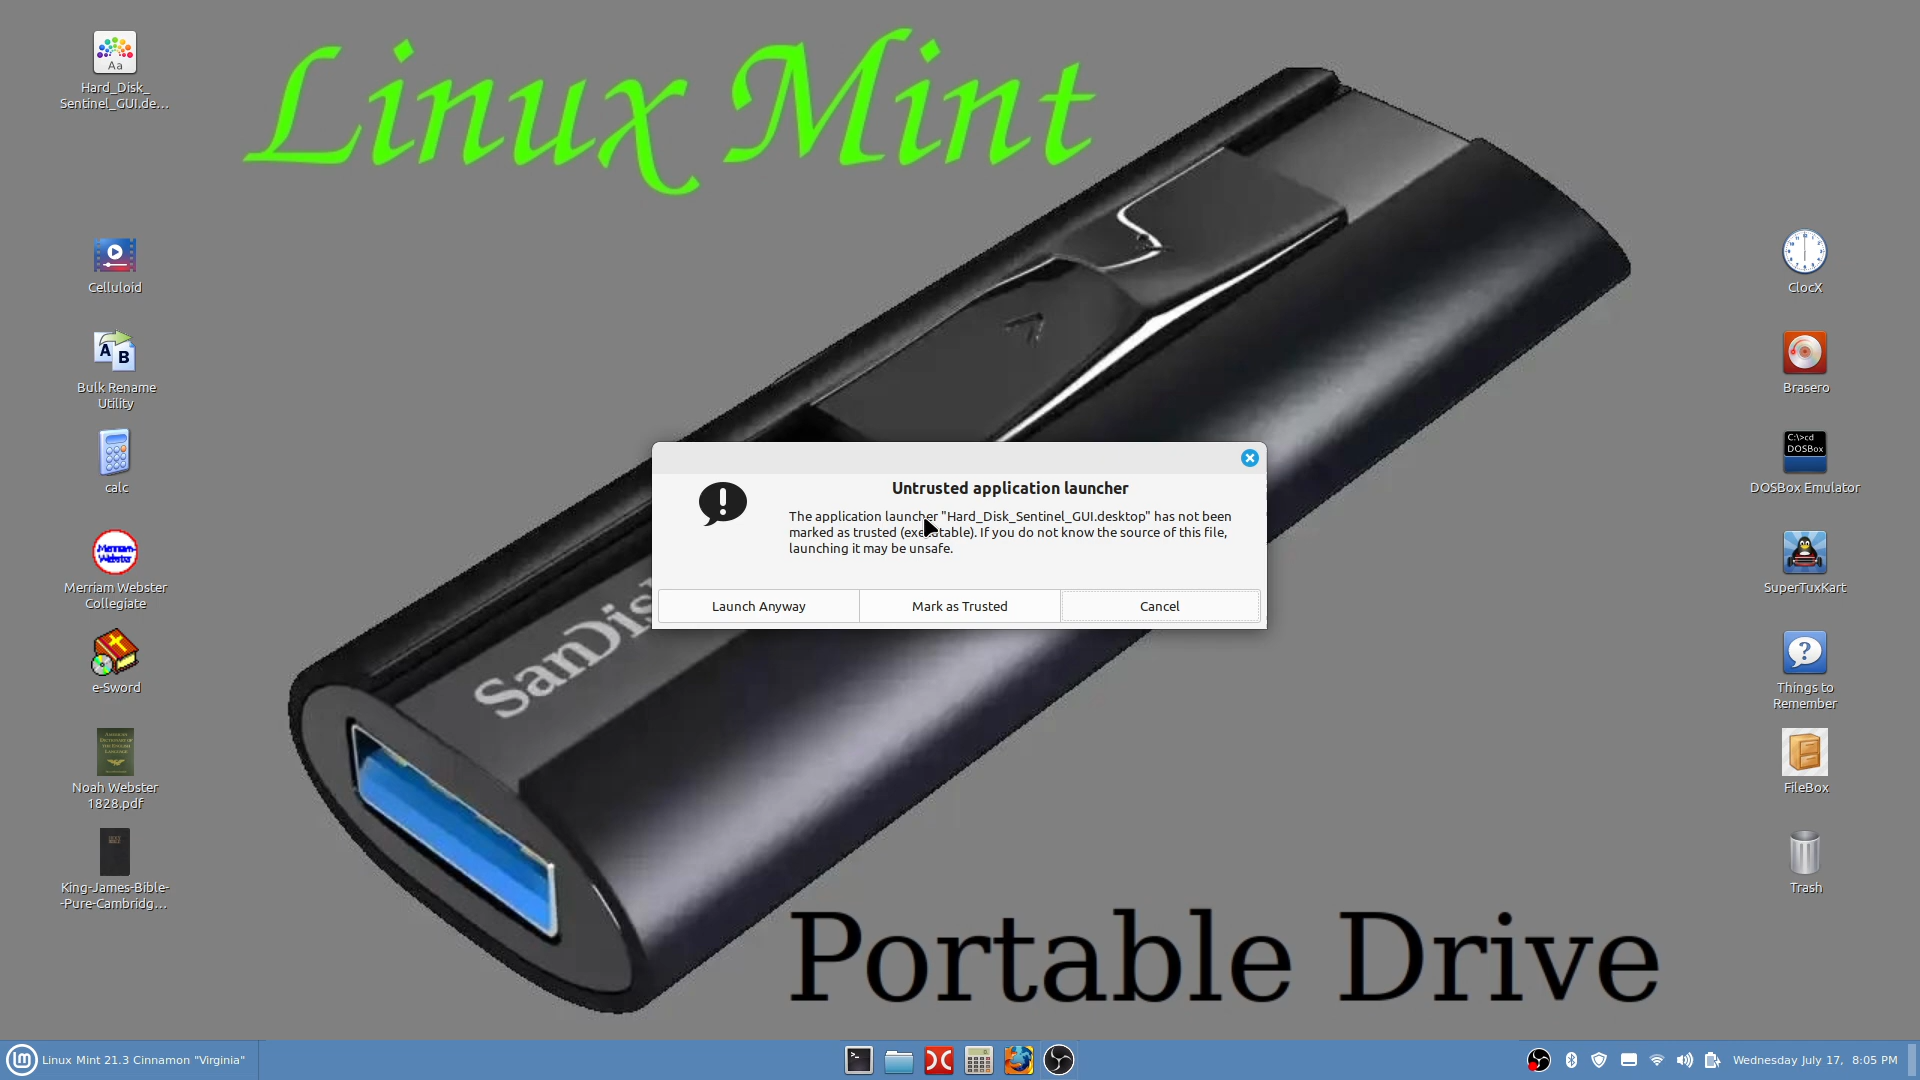 Linux Mint
Hard_Disk_
Sentinel_GUI.de...
Celluloid
Bulk Rename
Utility
calc
Merriam-
Webster
Merriam Webster
Collegiate
e-Sword
Noah Webster
1828.pdf
King-James-Bible-
-Pure-Cambridg...
ClocX
Brasero
C:\>cd
DOSBox
DOSBox Emulator
SuperTuxKart
Things to
Remember
FileBox
Trash
Untrusted application launcher
The application launcher "Hard_Disk_Sentinel_GUI.desktop" has not been
marked as trusted (executable). If you do not know the source of this file,
launching it may be unsafe.
Launch Anyway
Mark as Trusted
Cancel
Portable Drive
Linux Mint 21.3 Cinnamon "Virginia"
Wednesday July 17, 8:05 PM